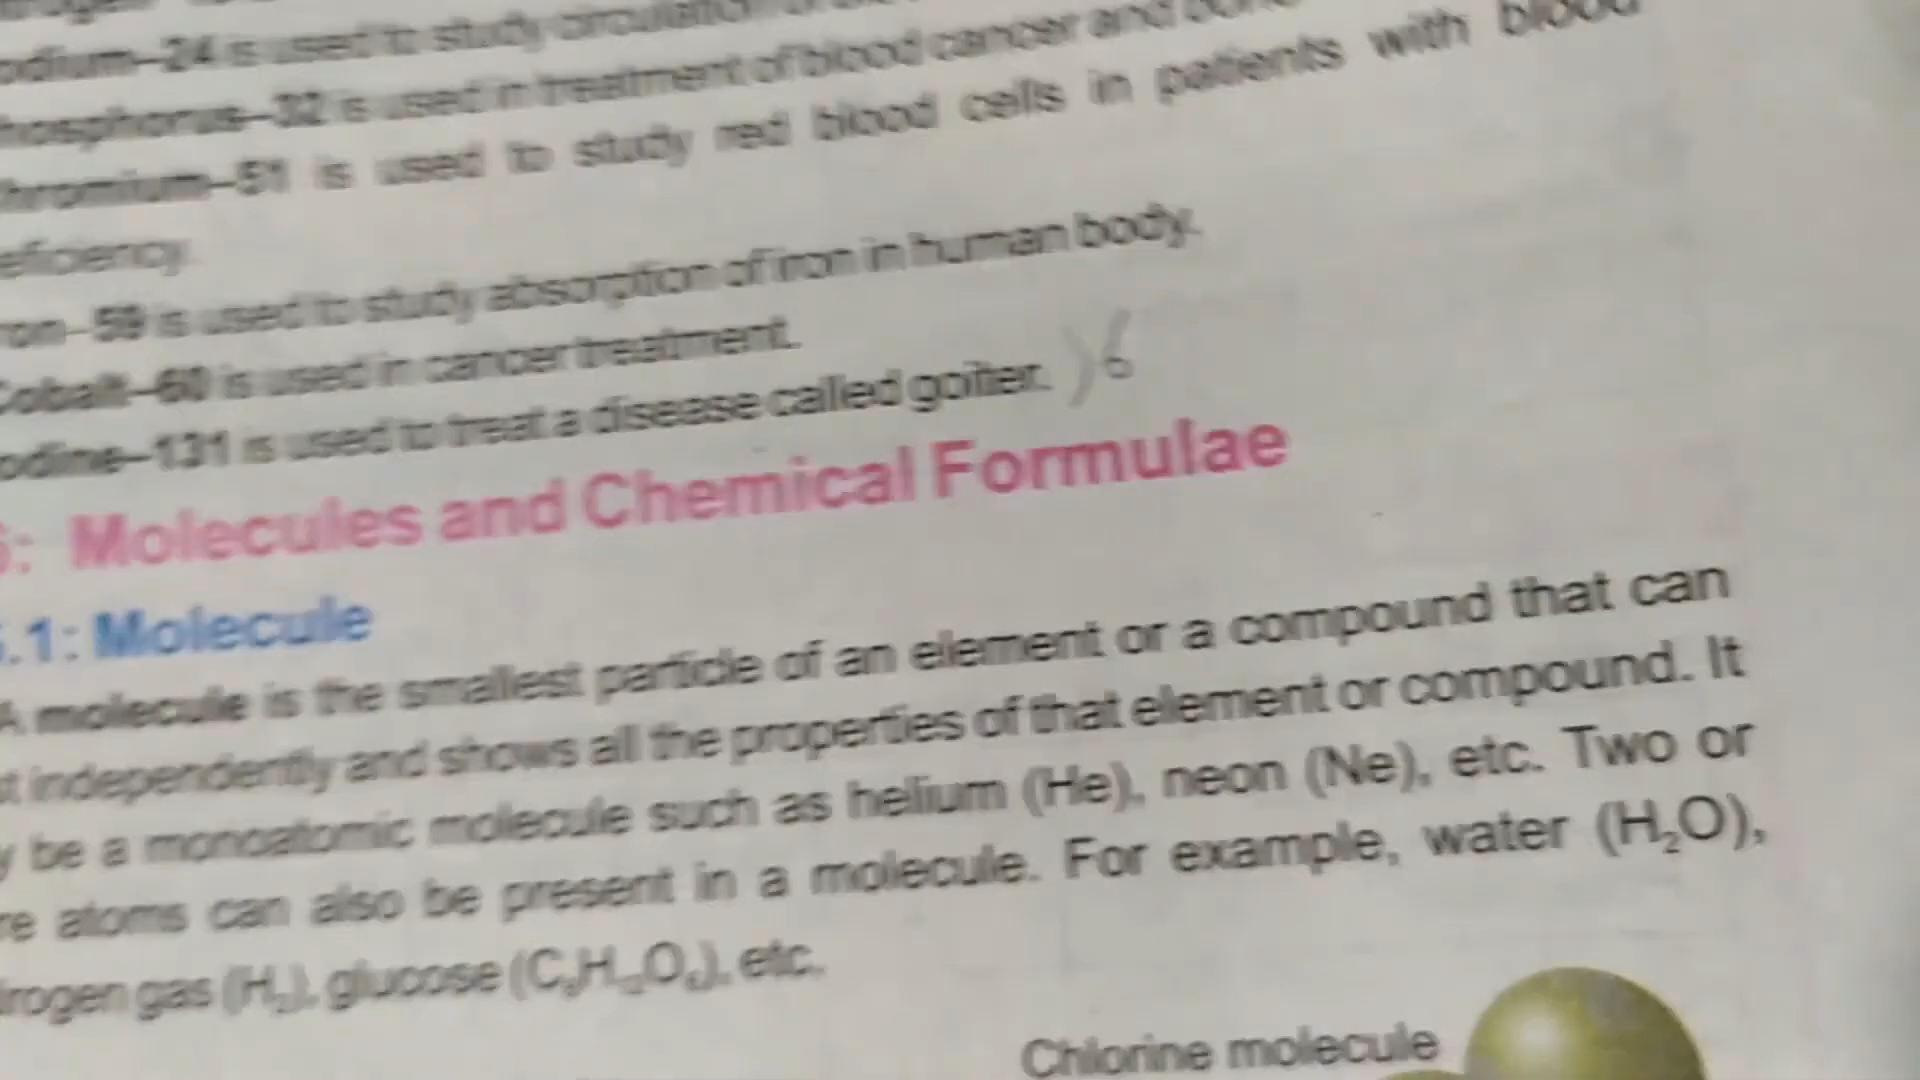 odium–24 is used to study circulation of
hosphorus–32 is used in treatment of blood cancer and bone
hromium–51 is used to study red blood cells in patients with blood
eficiency.
ron–59 is used to study absorption of iron in human body.
Cobalt–60 is used in cancer treatment.
odine–131 is used to treat a disease called goiter. )6
6: Molecules and Chemical Formulae
.1: Molecule
A molecule is the smallest particle of an element or a compound that can
t independently and shows all the properties of that element or compound. It
y be a monoatomic molecule such as helium (He), neon (Ne), etc. Two or
re atoms can also be present in a molecule. For example, water (H₂O),
rogen gas (H₂), glucose (C₆H₁₂O₆), etc.
Chlorine molecule